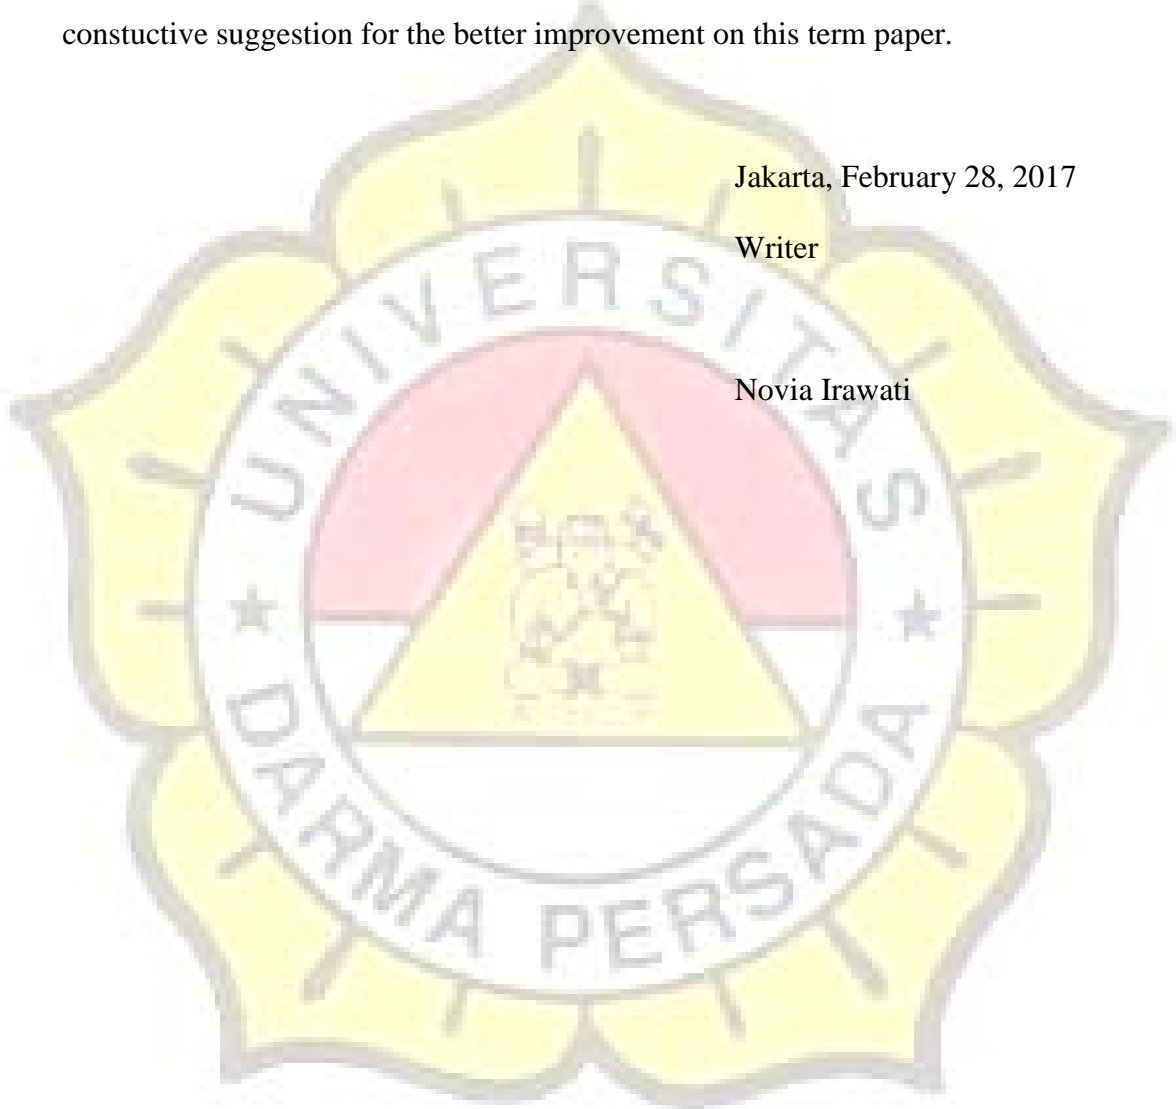 constuctive suggestion for the better improvement on this term paper.
Jakarta, February 28, 2017
Writer
Novia Irawati
UNIVERSITAS
DARMA PERSADA